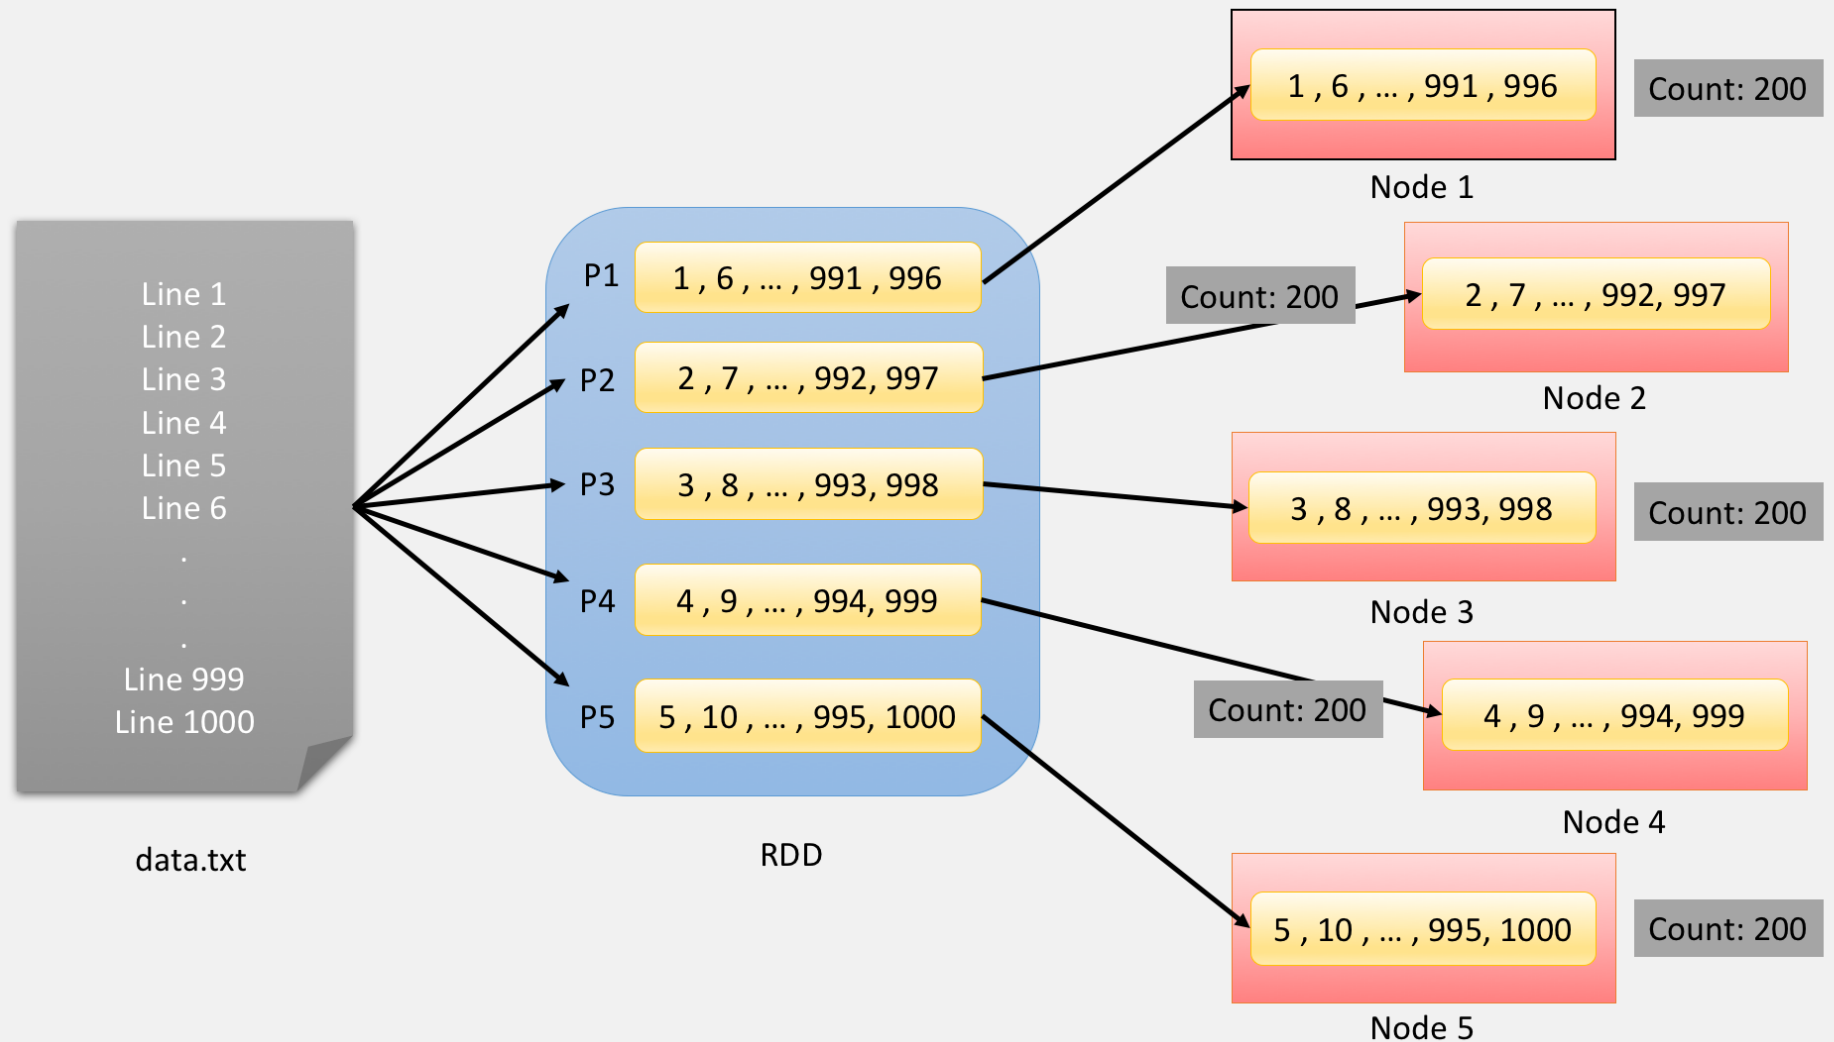 Line 1
Line 2
Line 3
Line 4
Line 5
Line 6
.
.
.
Line 999
Line 1000
data.txt
P1
1 , 6 , ... , 991 , 996
P2
2 , 7 , ... , 992, 997
P3
3 , 8 , ... , 993, 998
P4
4 , 9 , ... , 994, 999
P5
5 , 10 , ... , 995, 1000
RDD
1 , 6 , ... , 991 , 996
Count: 200
Node 1
Count: 200
2 , 7 , ... , 992, 997
Node 2
3 , 8 , ... , 993, 998
Count: 200
Node 3
Count: 200
4 , 9 , ... , 994, 999
Node 4
5 , 10 , ... , 995, 1000
Count: 200
Node 5